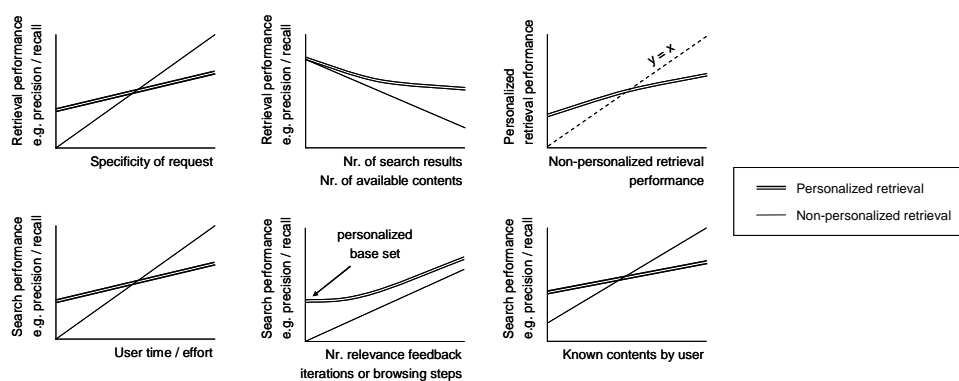 Retrieval performance
e.g. precision / recall
Specificity of request
Retrieval performance
e.g. precision / recall
Nr. of search results
Nr. of available contents
Personalized
retrieval performance
y = x
Non-personalized retrieval
performance
Personalized retrieval
Non-personalized retrieval
Search performance
e.g. precision / recall
User time / effort
Search performance
e.g. precision / recall
personalized
base set
Nr. relevance feedback
iterations or browsing steps
Search performance
e.g. precision / recall
Known contents by user